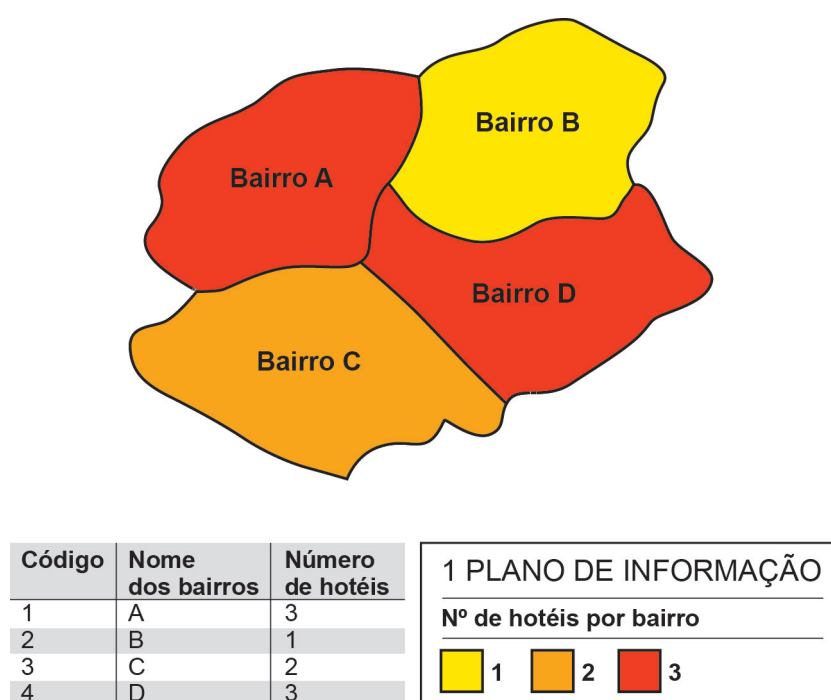 Bairro B
Bairro A
Bairro D
Bairro C
Código Nome dos bairros Número de hotéis
1 A 3
2 B 1
3 C 2
4 D 3
1 PLANO DE INFORMAÇÃO
Nº de hotéis por bairro
1 2 3